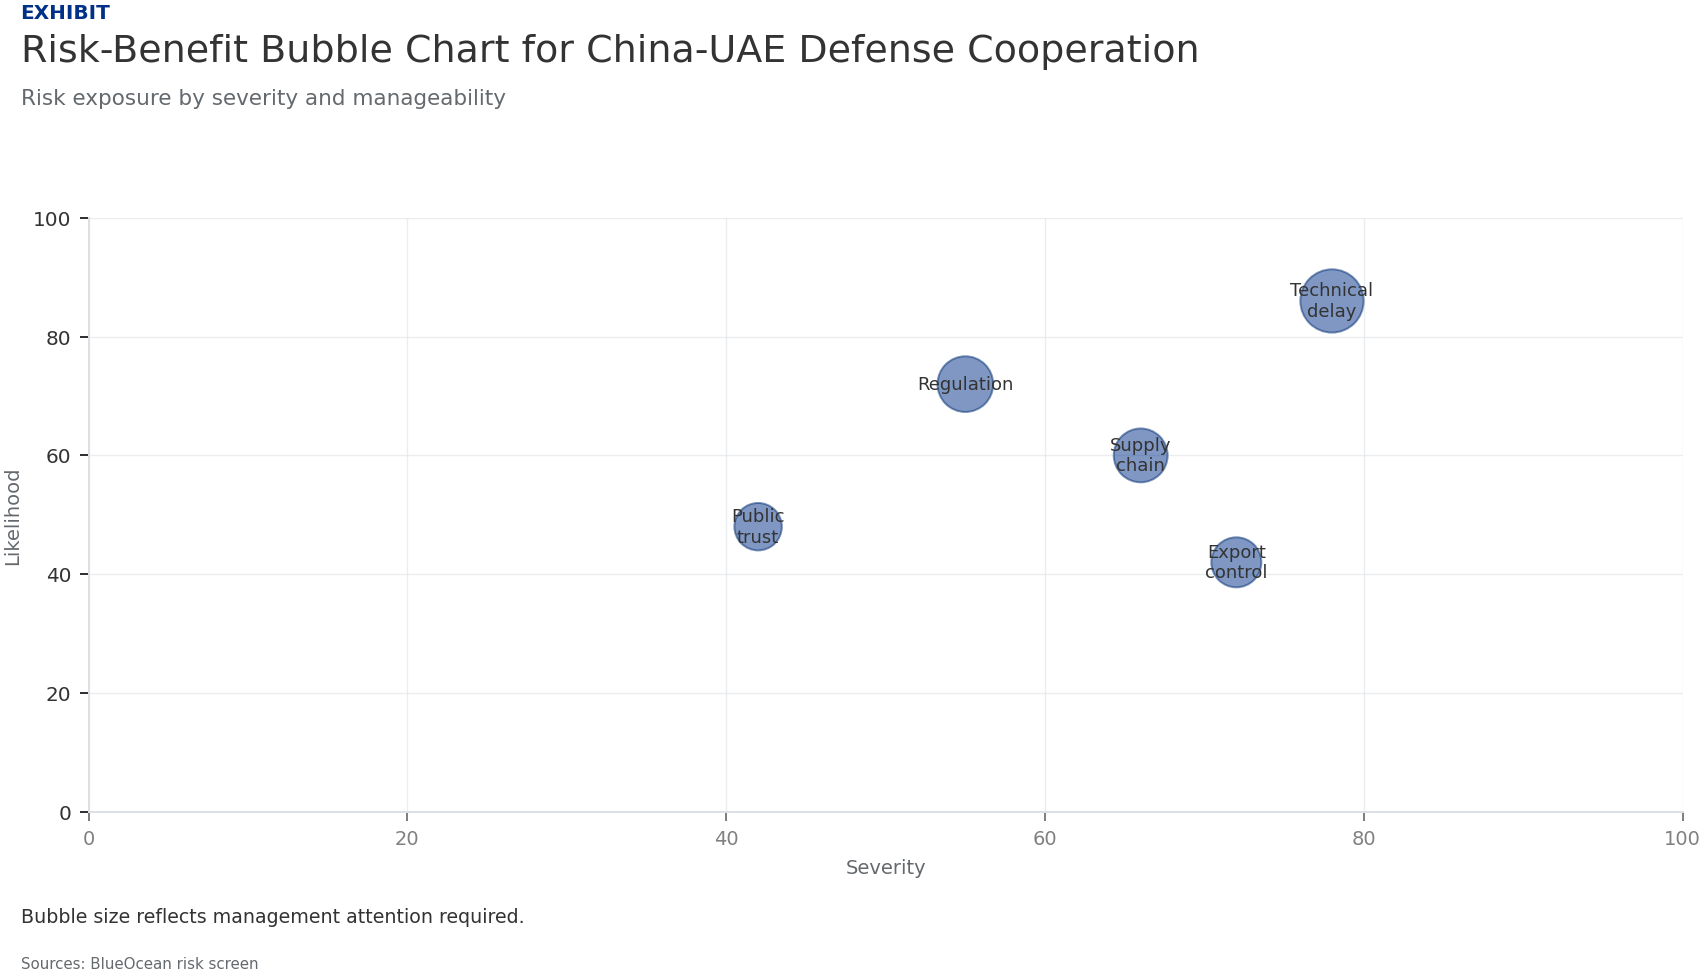 EXHIBIT
Risk-Benefit Bubble Chart for China-UAE Defense Cooperation
Risk exposure by severity and manageability
100
80
60
40
20
0
Likelihood
Technical
delay
Regulation
Supply
chain
Public
trust
Export
control
0
20
40
60
80
100
Severity
Bubble size reflects management attention required.
Sources: BlueOcean risk screen